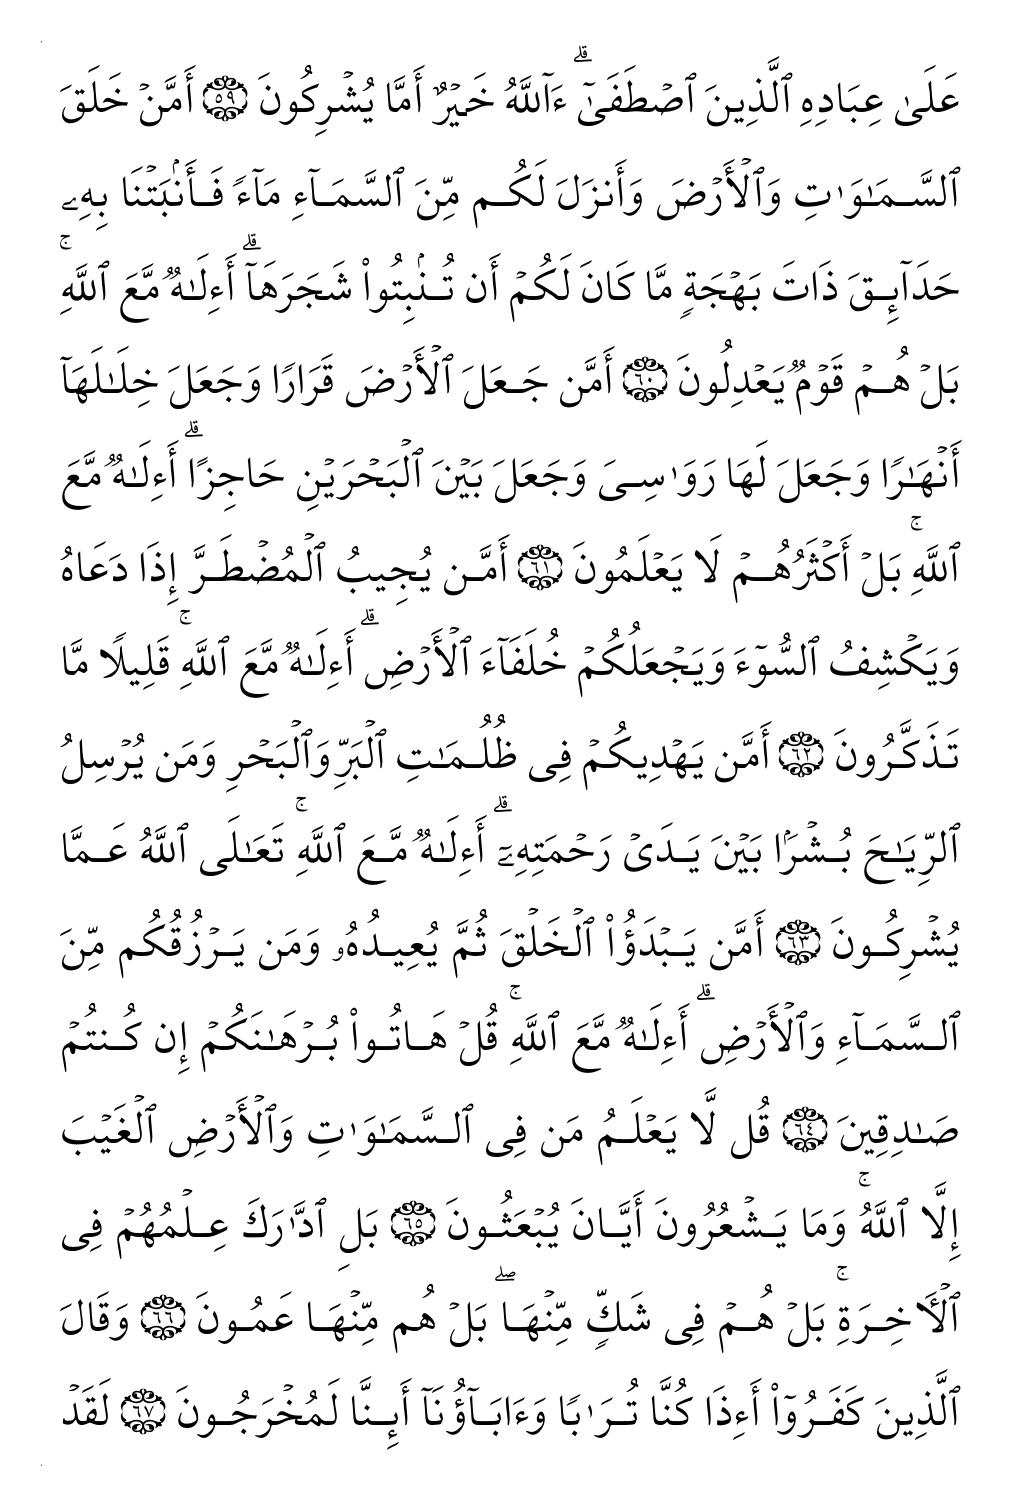 عَلَىٰ عِبَادِهِ ٱلَّذِينَ ٱصۡطَفَىٰٓۗ ءَآللَّهُ خَيۡرٌ أَمَّا يُشۡرِكُونَ ٥٩ أَمَّنۡ خَلَقَ
ٱلسَّمَٰوَٰتِ وَٱلۡأَرۡضَ وَأَنزَلَ لَكُم مِّنَ ٱلسَّمَآءِ مَآءٗ فَأَنۢبَتۡنَا بِهِۦ
حَدَآئِقَ ذَاتَ بَهۡجَةٖ مَّا كَانَ لَكُمۡ أَن تُنۢبِتُواْ شَجَرَهَآۗ أَءِلَٰهٞ مَّعَ ٱللَّهِۚ
بَلۡ هُمۡ قَوۡمٞ يَعۡدِلُونَ ٦٠ أَمَّن جَعَلَ ٱلۡأَرۡضَ قَرَارٗا وَجَعَلَ خِلَٰلَهَآ
أَنۡهَٰرٗا وَجَعَلَ لَهَا رَوَٰسِيَ وَجَعَلَ بَيۡنَ ٱلۡبَحۡرَيۡنِ حَاجِزًاۗ أَءِلَٰهٞ مَّعَ
ٱللَّهِۚ بَلۡ أَكۡثَرُهُمۡ لَا يَعۡلَمُونَ ٦١ أَمَّن يُجِيبُ ٱلۡمُضۡطَرَّ إِذَا دَعَاهُ
وَيَكۡشِفُ ٱلسُّوٓءَ وَيَجۡعَلُكُمۡ خُلَفَآءَ ٱلۡأَرۡضِۗ أَءِلَٰهٞ مَّعَ ٱللَّهِۚ قَلِيلٗا مَّا
تَذَكَّرُونَ ٦٢ أَمَّن يَهۡدِيكُمۡ فِي ظُلُمَٰتِ ٱلۡبَرِّ وَٱلۡبَحۡرِ وَمَن يُرۡسِلُ
ٱلرِّيَٰحَ بُشۡرَۢا بَيۡنَ يَدَيۡ رَحۡمَتِهِۦٓۗ أَءِلَٰهٞ مَّعَ ٱللَّهِۚ تَعَٰلَى ٱللَّهُ عَمَّا
يُشۡرِكُونَ ٦٣ أَمَّن يَبۡدَؤُاْ ٱلۡخَلۡقَ ثُمَّ يُعِيدُهُۥ وَمَن يَرۡزُقُكُم مِّنَ
ٱلسَّمَآءِ وَٱلۡأَرۡضِۗ أَءِلَٰهٞ مَّعَ ٱللَّهِۚ قُلۡ هَاتُواْ بُرۡهَٰنَكُمۡ إِن كُنتُمۡ
صَٰدِقِينَ ٦٤ قُل لَّا يَعۡلَمُ مَن فِي ٱلسَّمَٰوَٰتِ وَٱلۡأَرۡضِ ٱلۡغَيۡبَ
إِلَّا ٱللَّهُۚ وَمَا يَشۡعُرُونَ أَيَّانَ يُبۡعَثُونَ ٦٥ بَلِ ٱدَّٰرَكَ عِلۡمُهُمۡ فِي
ٱلۡأٓخِرَةِۚ بَلۡ هُمۡ فِي شَكّٖ مِّنۡهَاۖ بَلۡ هُم مِّنۡهَا عَمُونَ ٦٦ وَقَالَ
ٱلَّذِينَ كَفَرُوٓاْ أَءِذَا كُنَّا تُرَٰبٗا وَءَابَآؤُنَآ أَئِنَّا لَمُخۡرَجُونَ ٦٧ لَقَدۡ